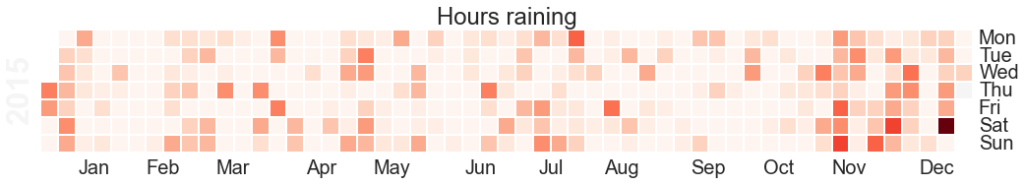 Hours raining
2015
Mon
Tue
Wed
Thu
Fri
Sat
Sun
Jan Feb Mar Apr May Jun Jul Aug Sep Oct Nov Dec